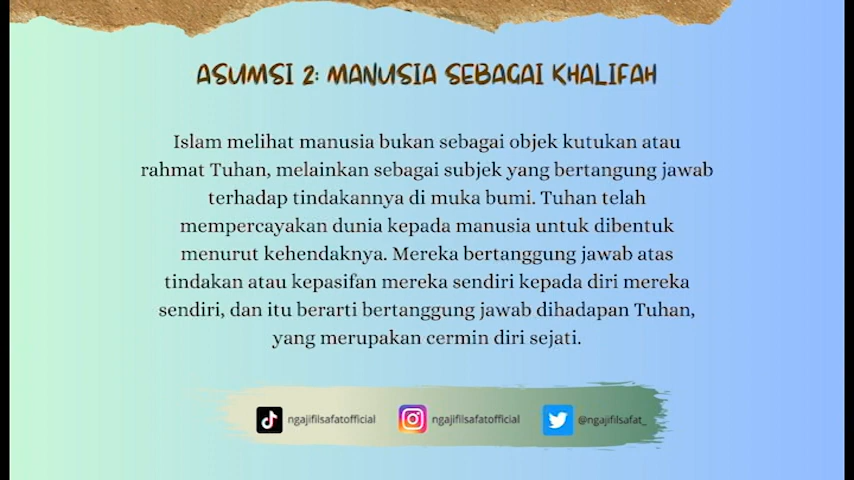 ASUMSI 2: MANUSIA SEBAGAI KHALIFAH
Islam melihat manusia bukan sebagai objek kutukan atau
rahmat Tuhan, melainkan sebagai subjek yang bertangung jawab
terhadap tindakannya di muka bumi. Tuhan telah
mempercayakan dunia kepada manusia untuk dibentuk
menurut kehendaknya. Mereka bertanggung jawab atas
tindakan atau kepasifan mereka sendiri kepada diri mereka
sendiri, dan itu berarti bertanggung jawab dihadapan Tuhan,
yang merupakan cermin diri sejati.
ngajifilsafatofficial ngajifilsafatofficial @ngajifilsafat_